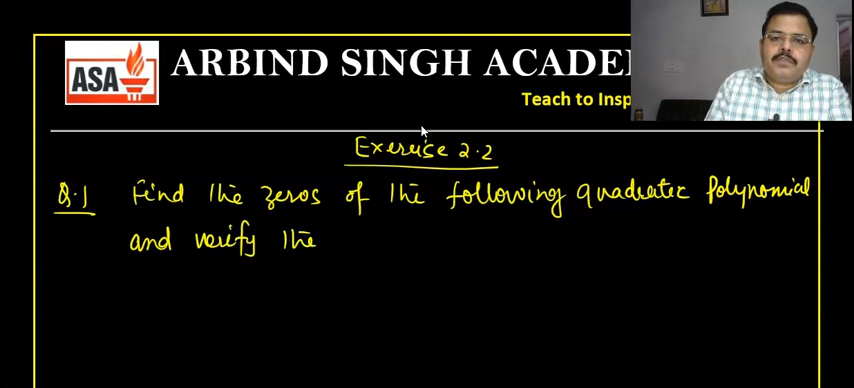 ASA
ARBIND SINGH ACADE
Teach to Insp
Exercise 2.2
Q.1 Find the zeros of the following quadratic polynomial
and verify the